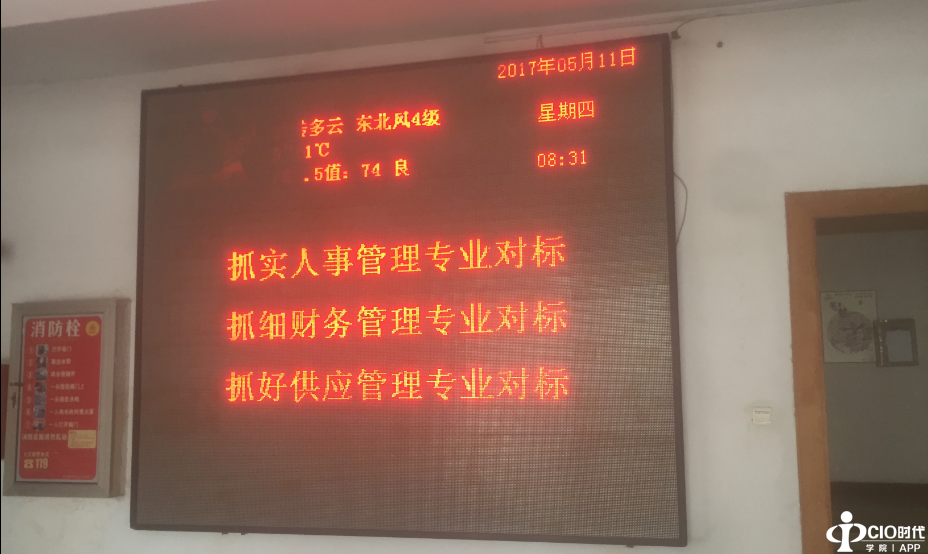 2017年05月11日
多云 东北风4级
星期四
1℃
08:31
.5值: 74 良
抓实人事管理专业对标
抓细财务管理专业对标
抓好供应管理专业对标
消防栓
119
CIO时代
学院 | APP